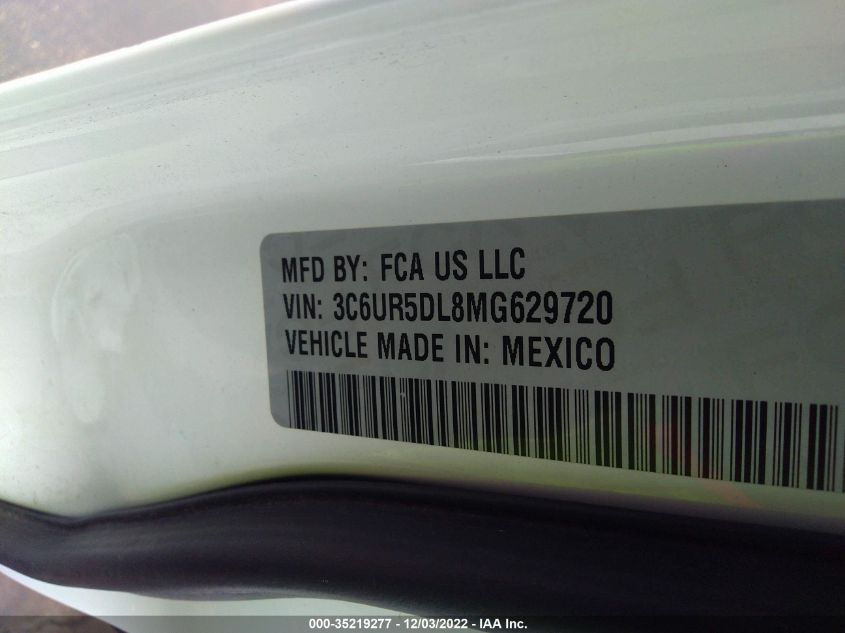 MFD BY: FCA US LLC
VIN: 3C6UR5DL8MG629720
VEHICLE MADE IN: MEXICO
000-35219277 - 12/03/2022 - IAA Inc.